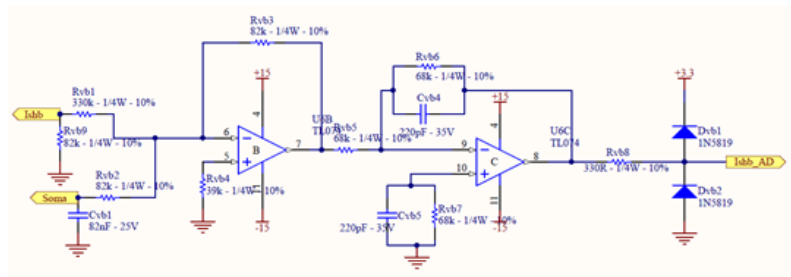 Rvb3
82k - 1/4W - 10%
+15
Rvb6
68k - 1/4W - 10%
+3.3
Rvb1
330k - 1/4W - 10%
Cvb4
220pF - 35V
+15
Ishb
4
U6B
TL074
4
U6C
TL074
Dvb1
1N5819
Rvb9
82k - 1/4W - 10%
6
B
7
Rvb5
68k - 1/4W - 10%
9
5
10
C
8
Rvb8
330R - 1/4W - 10%
Ishb_AD
Rvb2
82k - 1/4W - 10%
Rvb4
39k - 1/4W - 10%
11
Soma
Dvb2
1N5819
Cvb1
82nF - 25V
Cvb5
220pF - 35V
Rvb7
68k - 1/4W - 10%
11
-15
-15